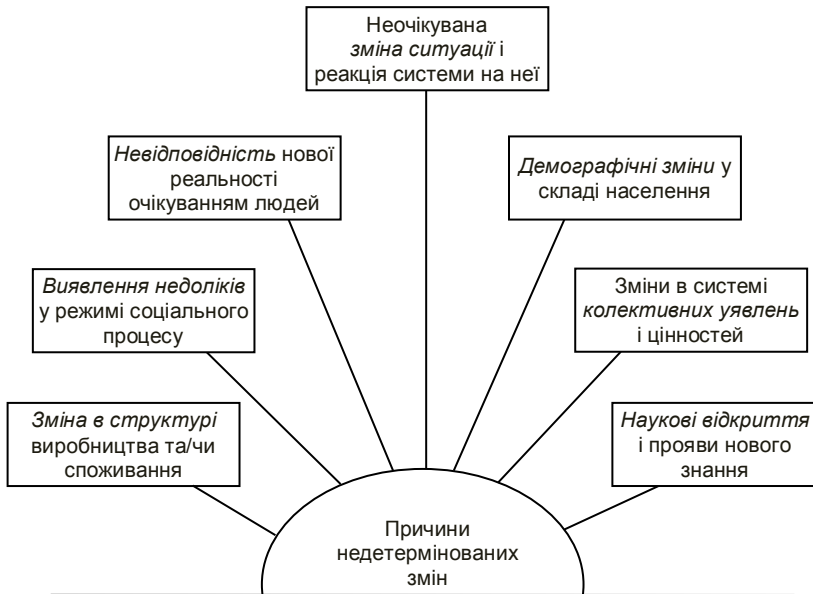 Неочікувана
зміна ситуації і
реакція системи на неї
Невідповідність нової
реальності
очікуванням людей
Демографічні зміни у
складі населення
Виявлення недоліків
у режимі соціального
процесу
Зміни в системі
колективних уявлень
і цінностей
Зміна в структурі
виробництва та/чи
споживання
Наукові відкриття
і прояви нового
знання
Причини
недетермінованих
змін